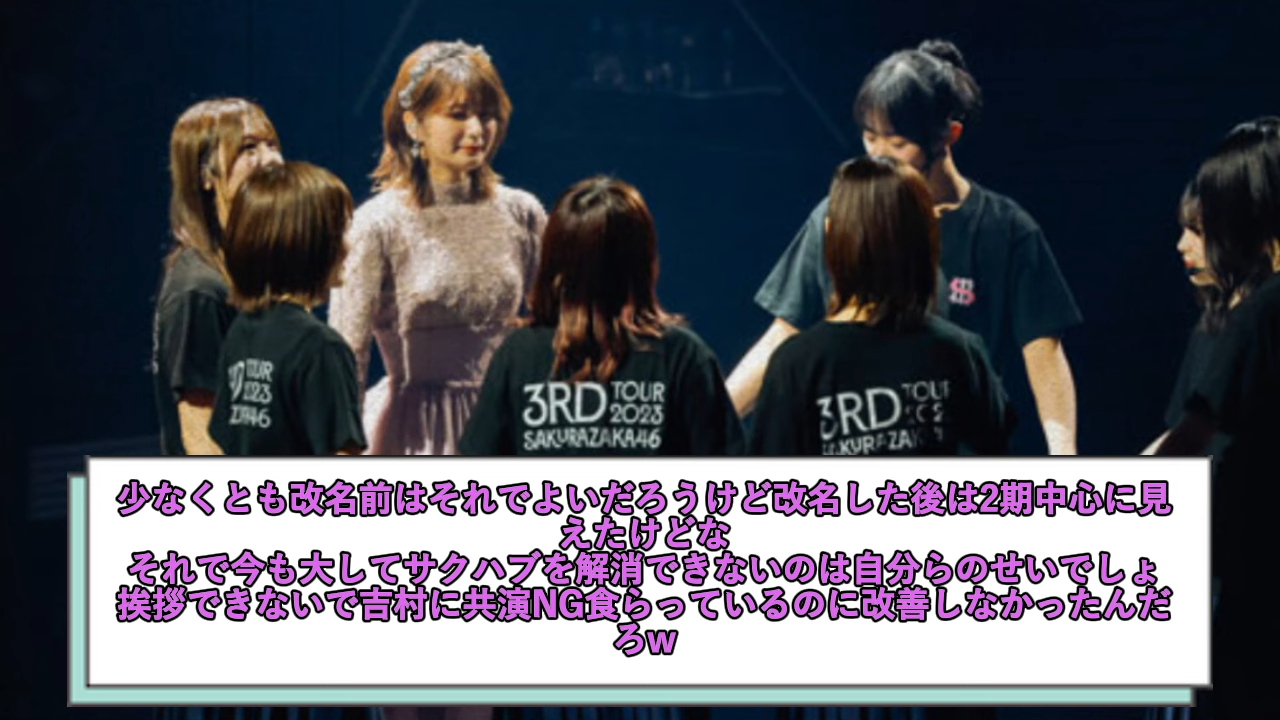 TOUR
2023
3RD TOUR
2023
SAKURAZAKA46
3RD TOUR
少なくとも改名前はそれでよいだろうけど改名した後は2期中心に見
えたけどな
それで今も大してサクハブを解消できないのは自分らのせいでしょ
挨拶できないで吉村に共演NG食らっているのに改善しなかったんだ
ろw